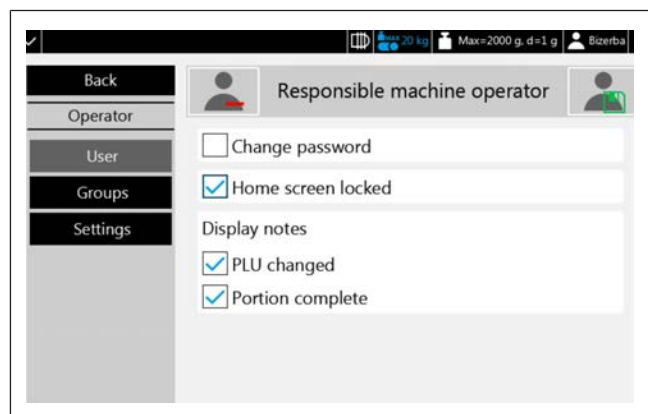 MAX 20 kg Max=2000 g, d=1 g Bizerba
Back
Operator
User
Groups
Settings
Responsible machine operator
Change password
Home screen locked
Display notes
PLU changed
Portion complete